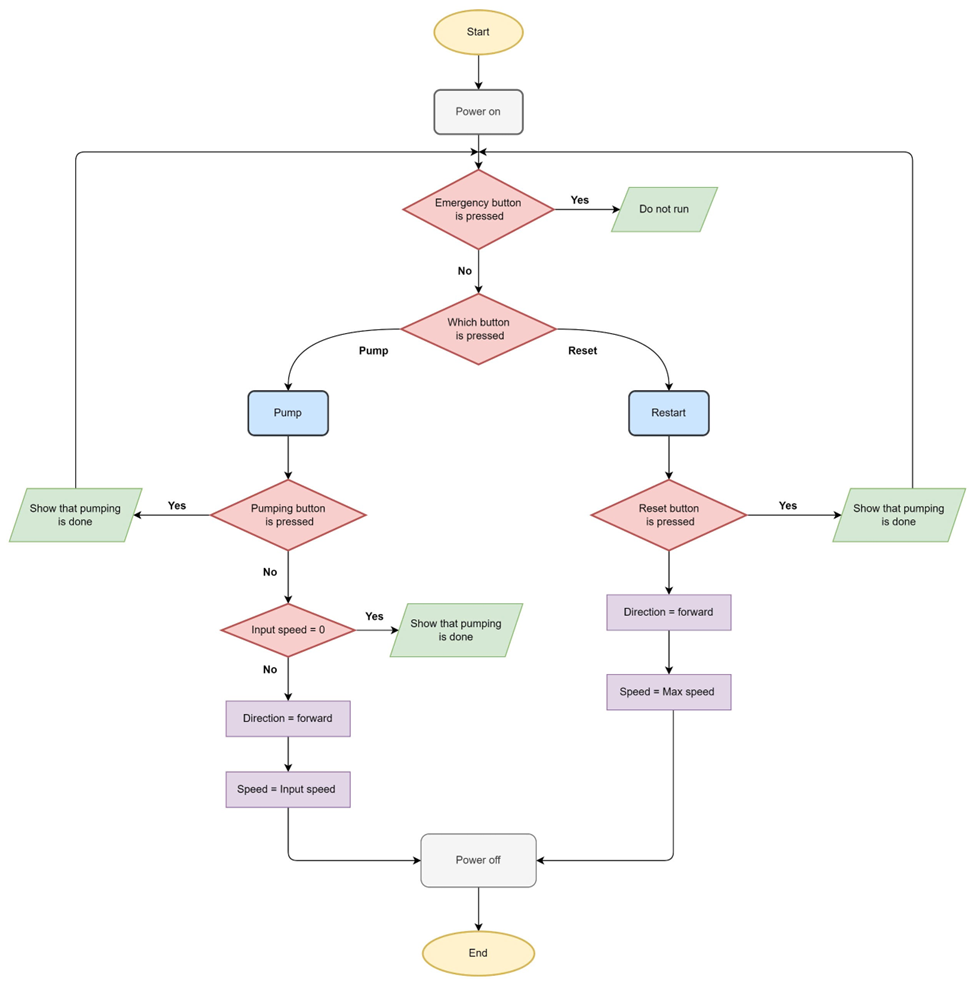 Start
Power on
Emergency button
is pressed
Yes
Do not run
No
Which button
is pressed
Pump
Reset
Pump
Restart
Show that pumping
is done
Yes
Pumping button
is pressed
Reset button
is pressed
Yes
Show that pumping
is done
No
Input speed = 0
Yes
Show that pumping
is done
Direction = forward
No
Speed = Max speed
Direction = forward
Speed = Input speed
Power off
End